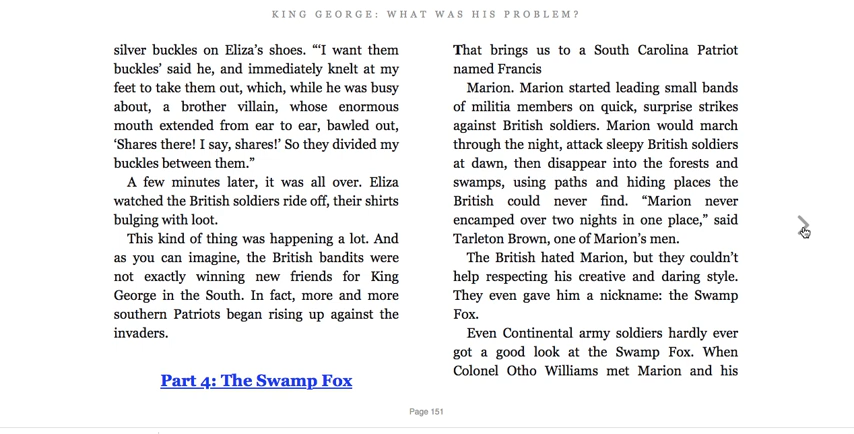 KING GEORGE: WHAT WAS HIS PROBLEM?
silver buckles on Eliza’s shoes. “‘I want them
buckles’ said he, and immediately knelt at my
feet to take them out, which, while he was busy
about, a brother villain, whose enormous
mouth extended from ear to ear, bawled out,
‘Shares there! I say, shares!’ So they divided my
buckles between them.”
A few minutes later, it was all over. Eliza
watched the British soldiers ride off, their shirts
bulging with loot.
This kind of thing was happening a lot. And
as you can imagine, the British bandits were
not exactly winning new friends for King
George in the South. In fact, more and more
southern Patriots began rising up against the
invaders.
Part 4: The Swamp Fox
That brings us to a South Carolina Patriot
named Francis
Marion. Marion started leading small bands
of militia members on quick, surprise strikes
against British soldiers. Marion would march
through the night, attack sleepy British soldiers
at dawn, then disappear into the forests and
swamps, using paths and hiding places the
British could never find. “Marion never
encamped over two nights in one place,” said
Tarleton Brown, one of Marion’s men.
The British hated Marion, but they couldn’t
help respecting his creative and daring style.
They even gave him a nickname: the Swamp
Fox.
Even Continental army soldiers hardly ever
got a good look at the Swamp Fox. When
Colonel Otho Williams met Marion and his
Page 151